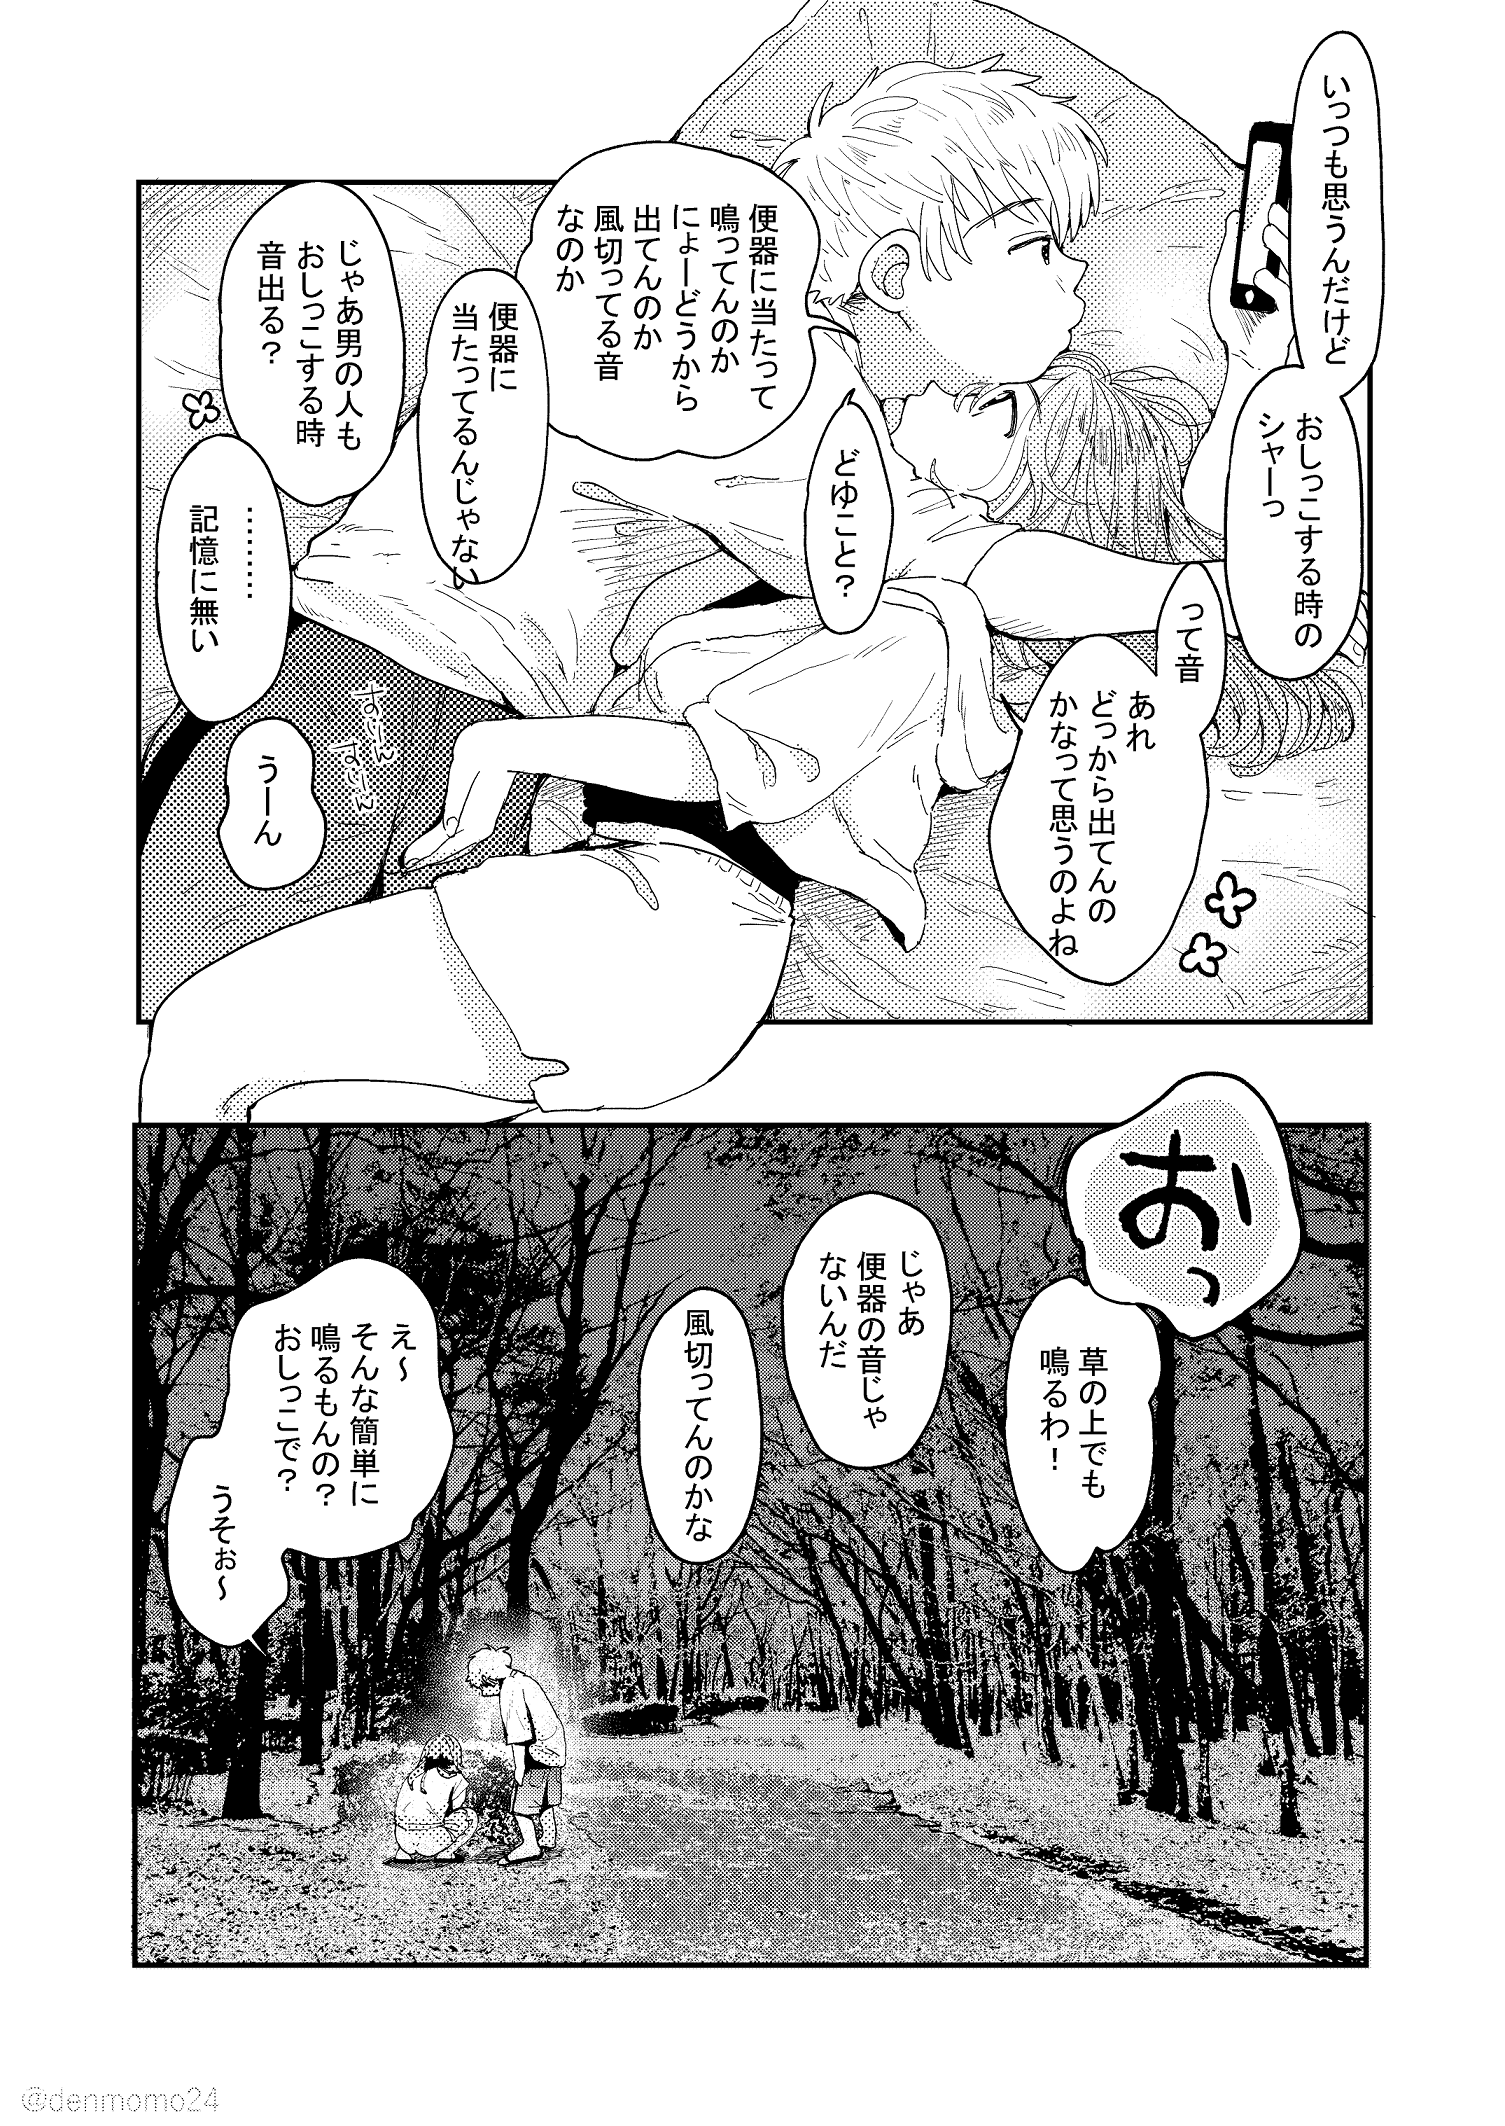 いっつも思うんだけど
おしっこする時の
シャーっ
って音
あれ
どっから出てんの
かなって思うのよね
どゆこと?
便器に当たって
鳴ってんのか
にょーどうから
出てんのか
風切ってる音
なのか
便器に
当たってるんじゃない
じゃあ男の人も
おしっこする時
音出る?
………
記憶に無い
すりん
すりん
うーん
おっ
草の上でも
鳴るわ!
じゃあ
便器の音じゃ
ないんだ
風切ってんのかな
え〜
そんな簡単に
鳴るもんの?
おしっこで?
うそぉ〜
@denmomo24